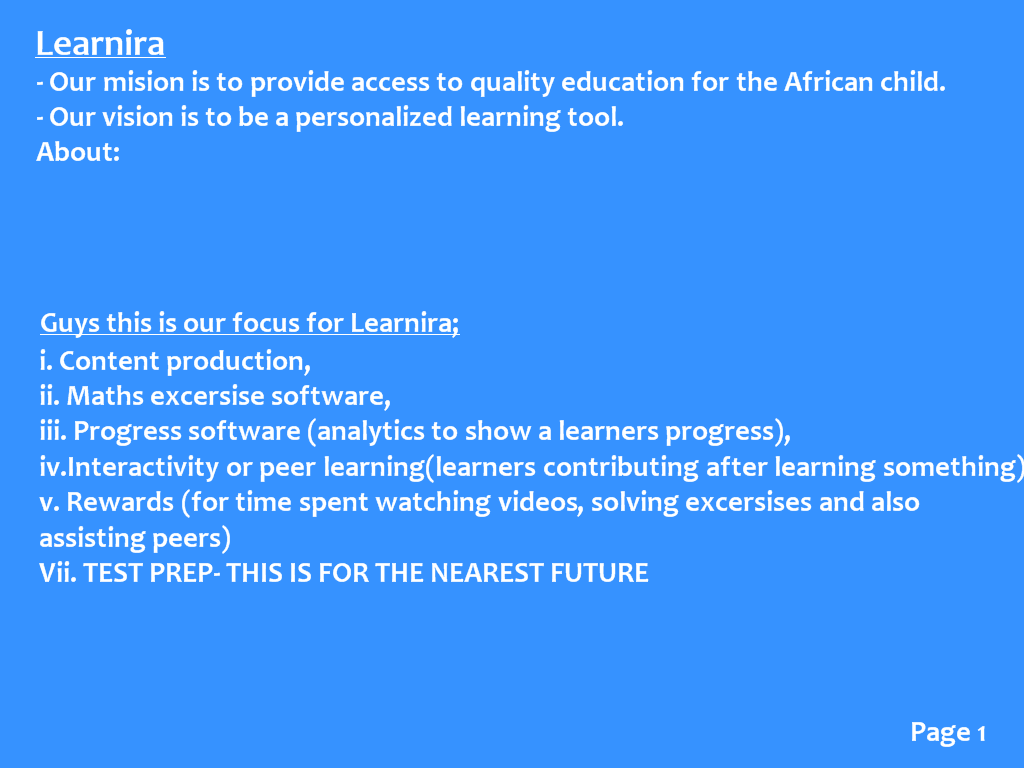 Learnira
- Our mision is to provide access to quality education for the African child.
- Our vision is to be a personalized learning tool.
About:
Guys this is our focus for Learnira;
i. Content production,
ii. Maths excersise software,
iii. Progress software (analytics to show a learners progress),
iv.Interactivity or peer learning(learners contributing after learning something)
v. Rewards (for time spent watching videos, solving excersises and also
assisting peers)
Vii. TEST PREP- THIS IS FOR THE NEAREST FUTURE
Page 1